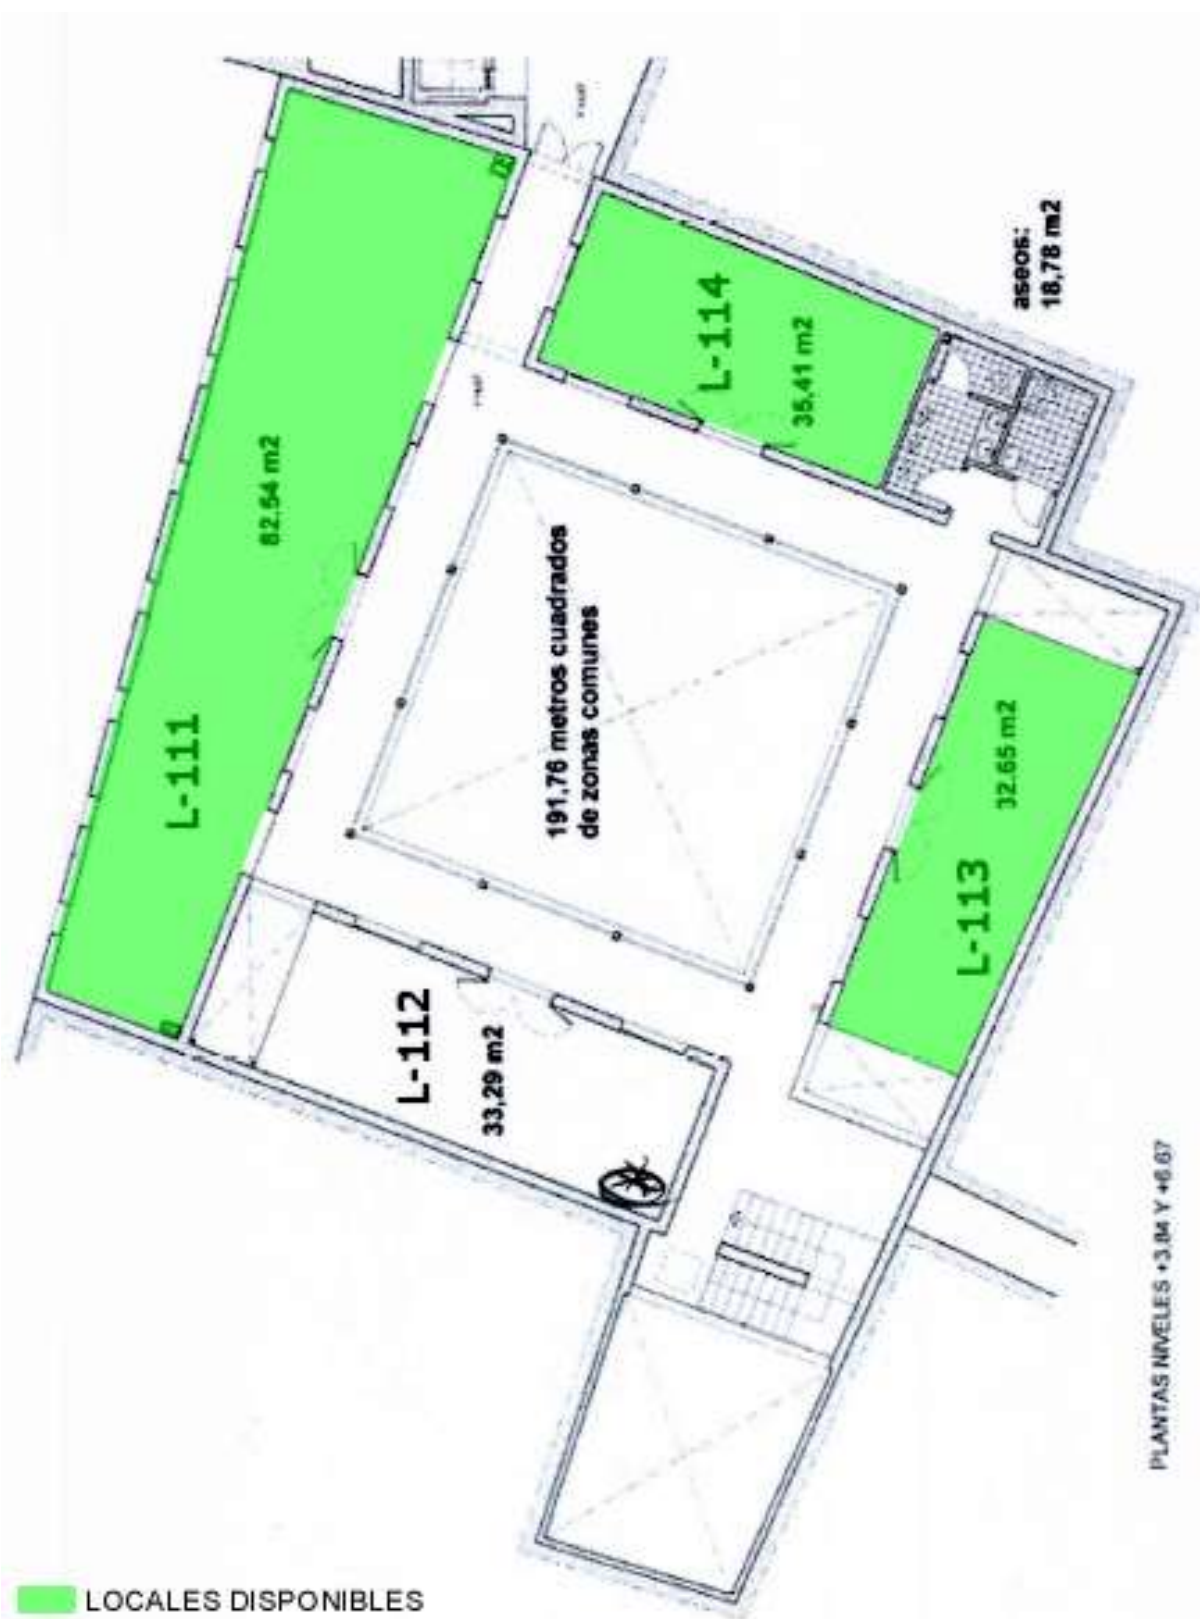 L-111
82.54 m2
L-114
35.41 m2
aseos:
18,78 m2
191,76 metros cuadrados
de zonas comunes
L-112
33,29 m2
L-113
32.65 m2
PLANTAS NIVELES +3.84 Y +6.67
LOCALES DISPONIBLES